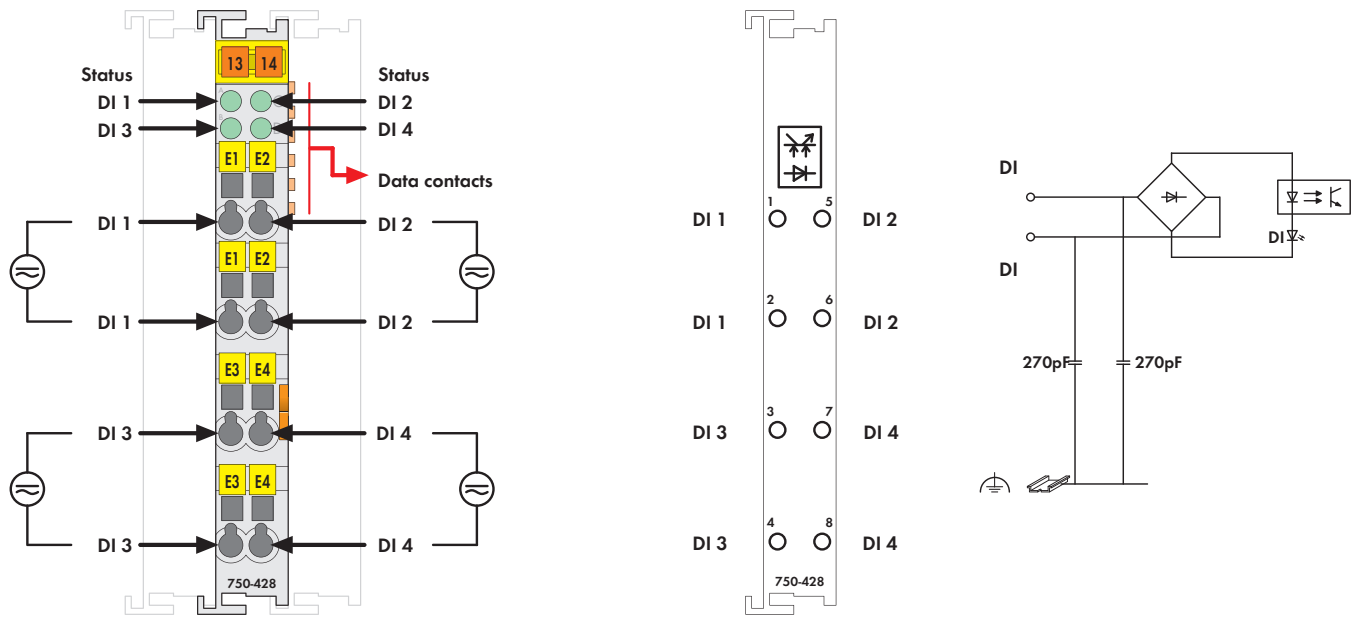 13 14
Status Status
DI 1 A C DI 2
DI 3 B D DI 4
E1 E2
Data contacts
DI 1 DI 2
E1 E2
DI 1 DI 2
E3 E4
DI 3 DI 4
E3 E4
DI 3 DI 4
750-428
1 5
DI 1 DI 2
2 6
DI 1 DI 2
3 7
DI 3 DI 4
4 8
DI 3 DI 4
750-428
DI
DI
DI
270pF 270pF